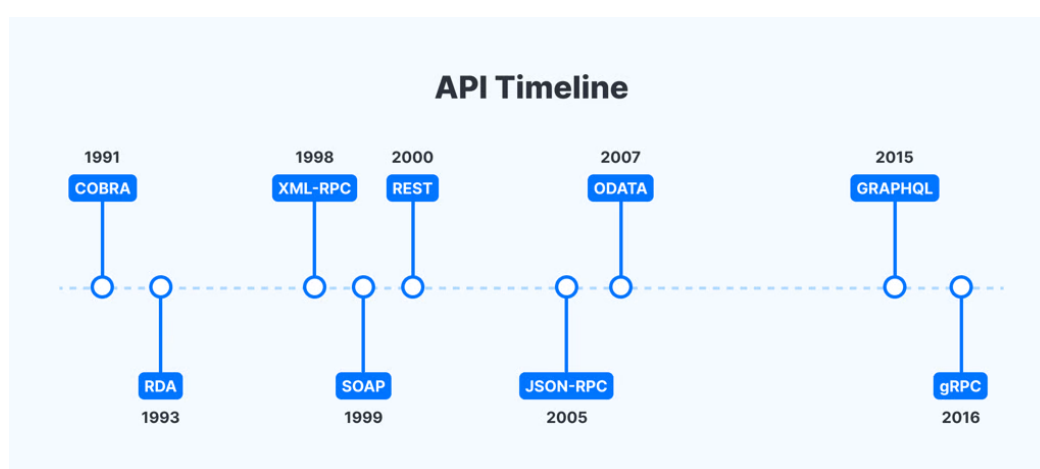 API Timeline
1991
COBRA
1998
XML-RPC
2000
REST
2007
ODATA
2015
GRAPHQL
RDA
1993
SOAP
1999
JSON-RPC
2005
gRPC
2016